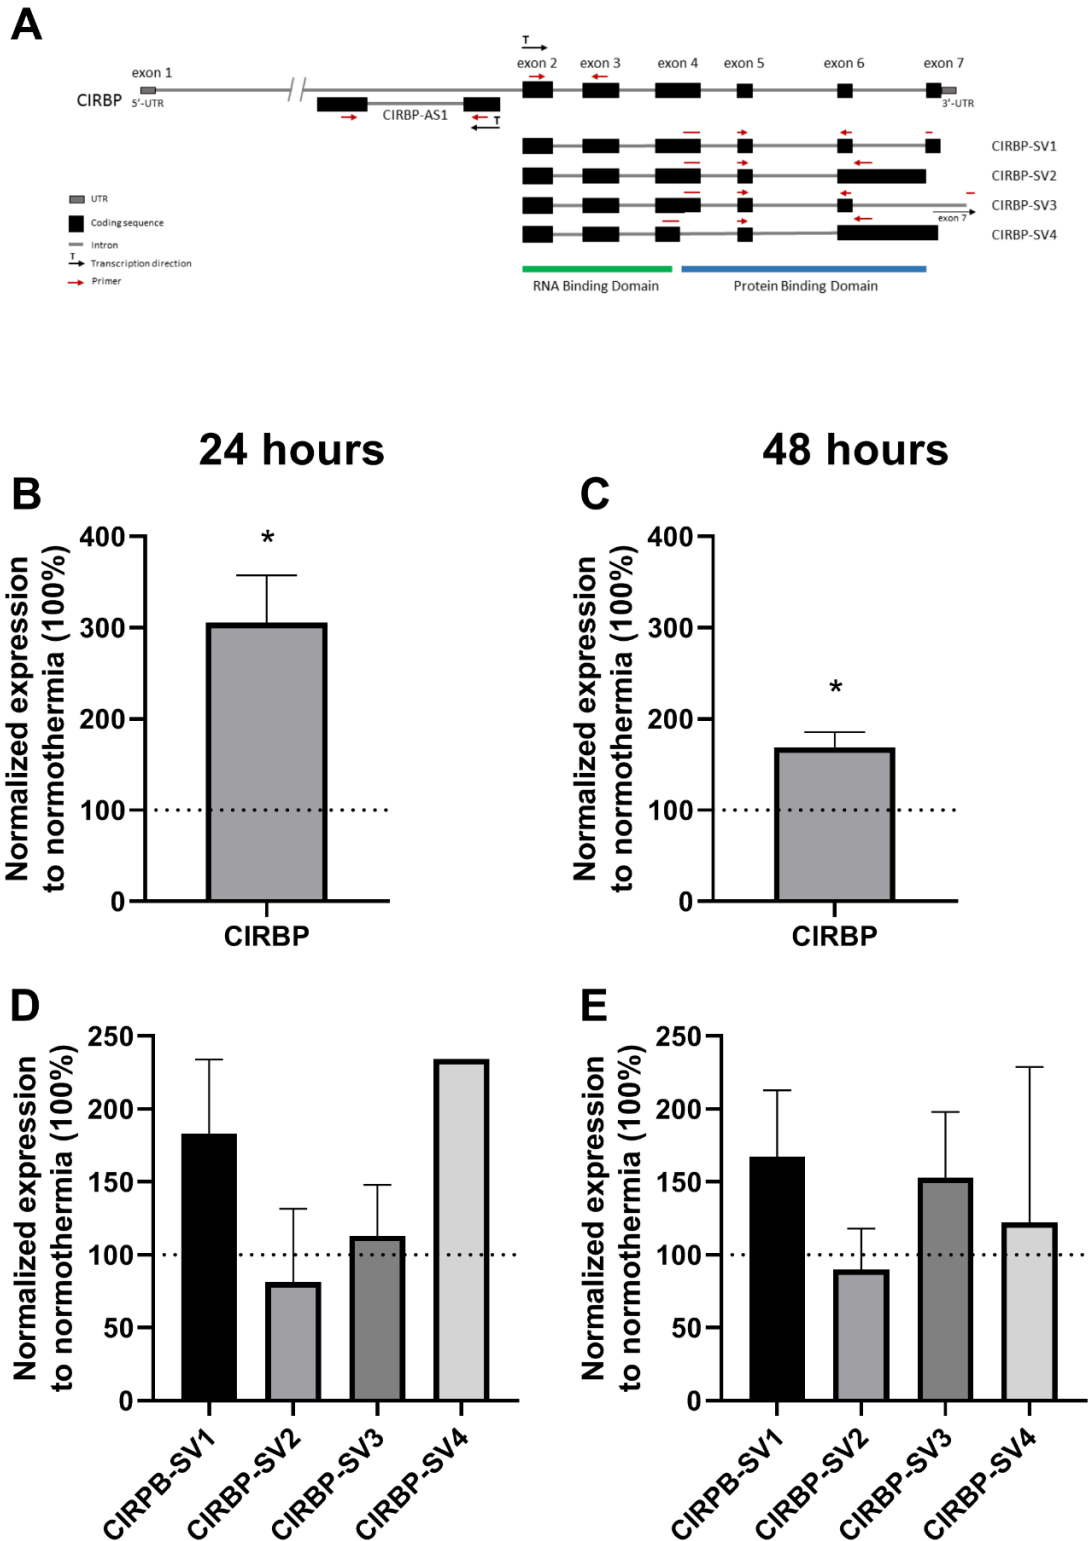 A
T
exon 1
exon 2
exon 3
exon 4
exon 5
exon 6
exon 7
CIRBP
5'-UTR
3'-UTR
CIRBP-AS1
T
CIRBP-SV1
CIRBP-SV2
CIRBP-SV3
exon 7
CIRBP-SV4
UTR
Coding sequence
Intron
T
Transcription direction
Primer
RNA Binding Domain
Protein Binding Domain
24 hours
48 hours
B
Normalized expression
to normothermia (100%)
400
300
200
100
0
*
CIRBP
C
Normalized expression
to normothermia (100%)
400
300
200
100
0
*
CIRBP
D
Normalized expression
to normothermia (100%)
250
200
150
100
50
0
CIRPB-SV1
CIRBP-SV2
CIRBP-SV3
CIRBP-SV4
E
Normalized expression
to normothermia (100%)
250
200
150
100
50
0
CIRPB-SV1
CIRBP-SV2
CIRBP-SV3
CIRBP-SV4